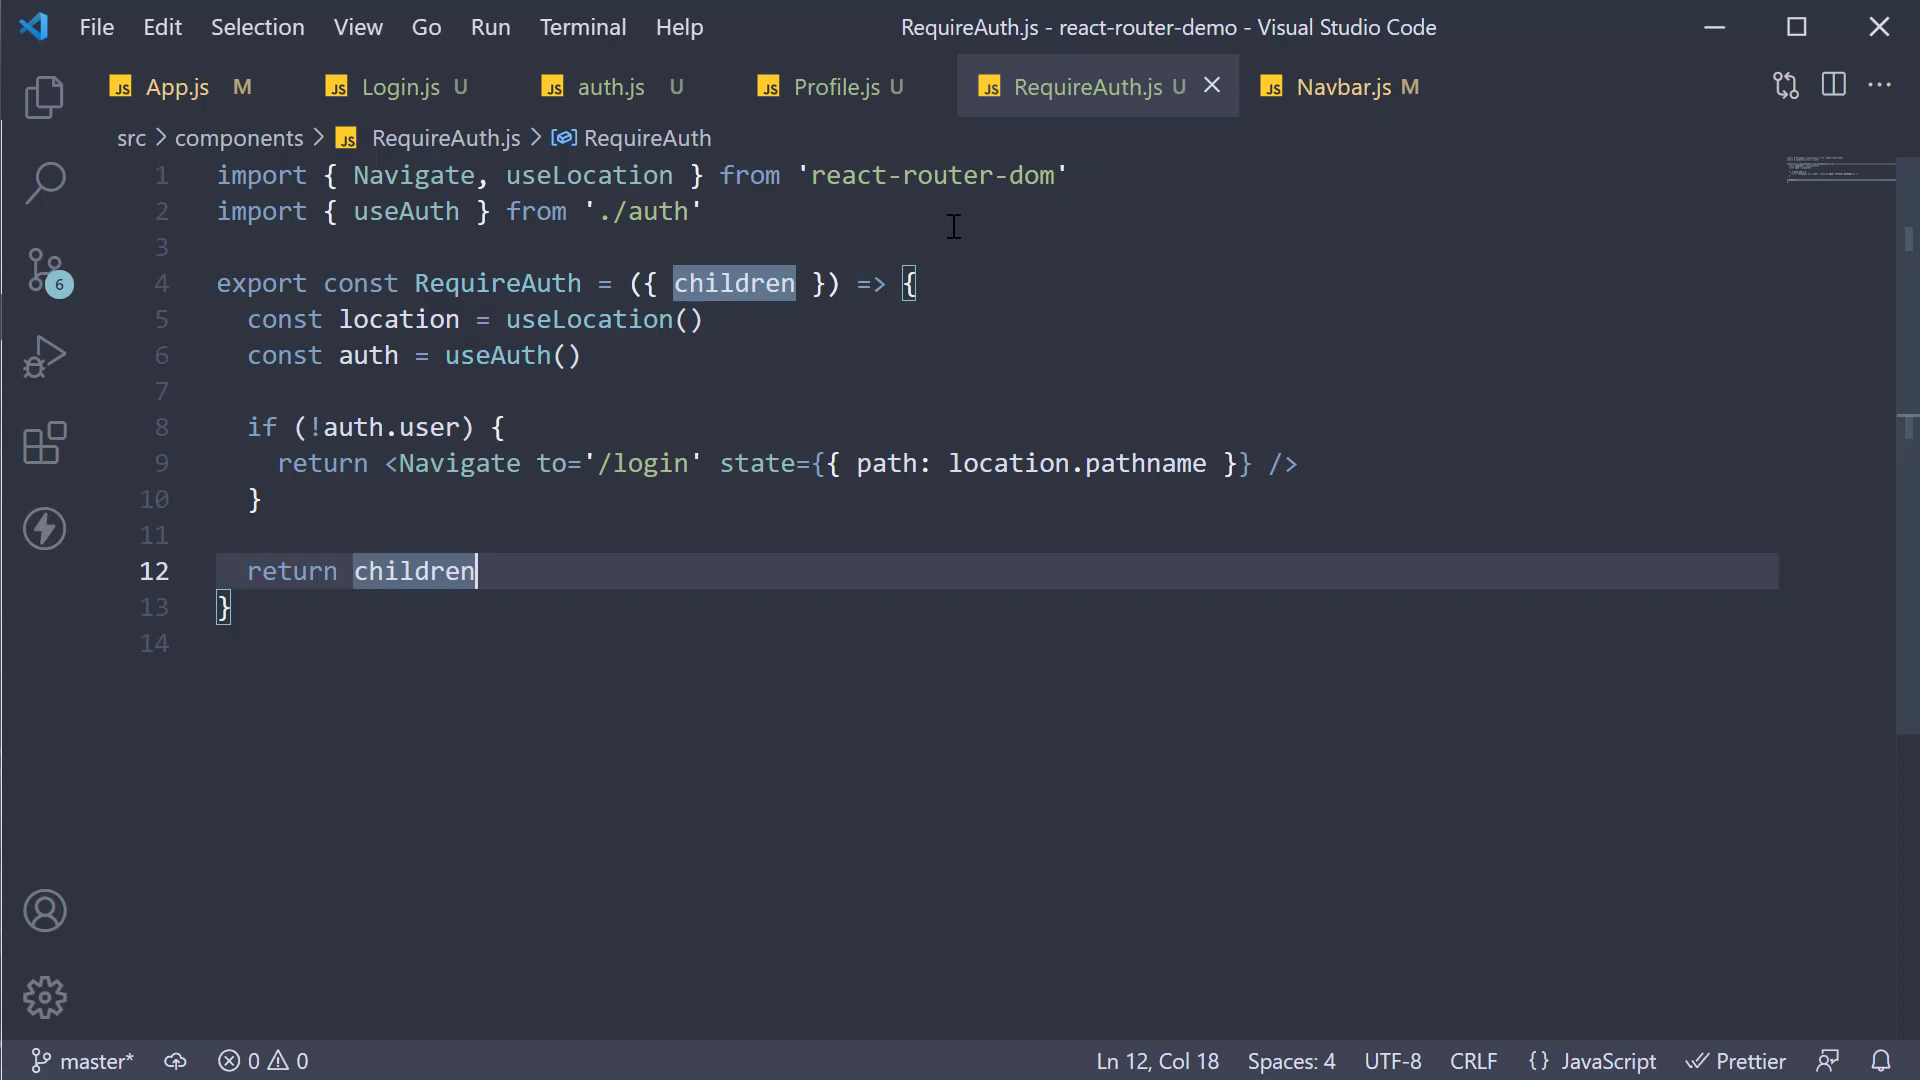 File Edit Selection View Go Run Terminal Help RequireAuth.js - react-router-demo - Visual Studio Code
JS App.js M JS Login.js U JS auth.js U JS Profile.js U JS RequireAuth.js U JS Navbar.js M
src > components > JS RequireAuth.js > RequireAuth
1 import { Navigate, useLocation } from 'react-router-dom'
2 import { useAuth } from './auth'
3
4 export const RequireAuth = ({ children }) => {
5   const location = useLocation()
6   const auth = useAuth()
7
8   if (!auth.user) {
9     return <Navigate to='/login' state={{ path: location.pathname }} />
10   }
11
12   return children
13 }
14
6
master* 0 0 Ln 12, Col 18 Spaces: 4 UTF-8 CRLF {} JavaScript Prettier